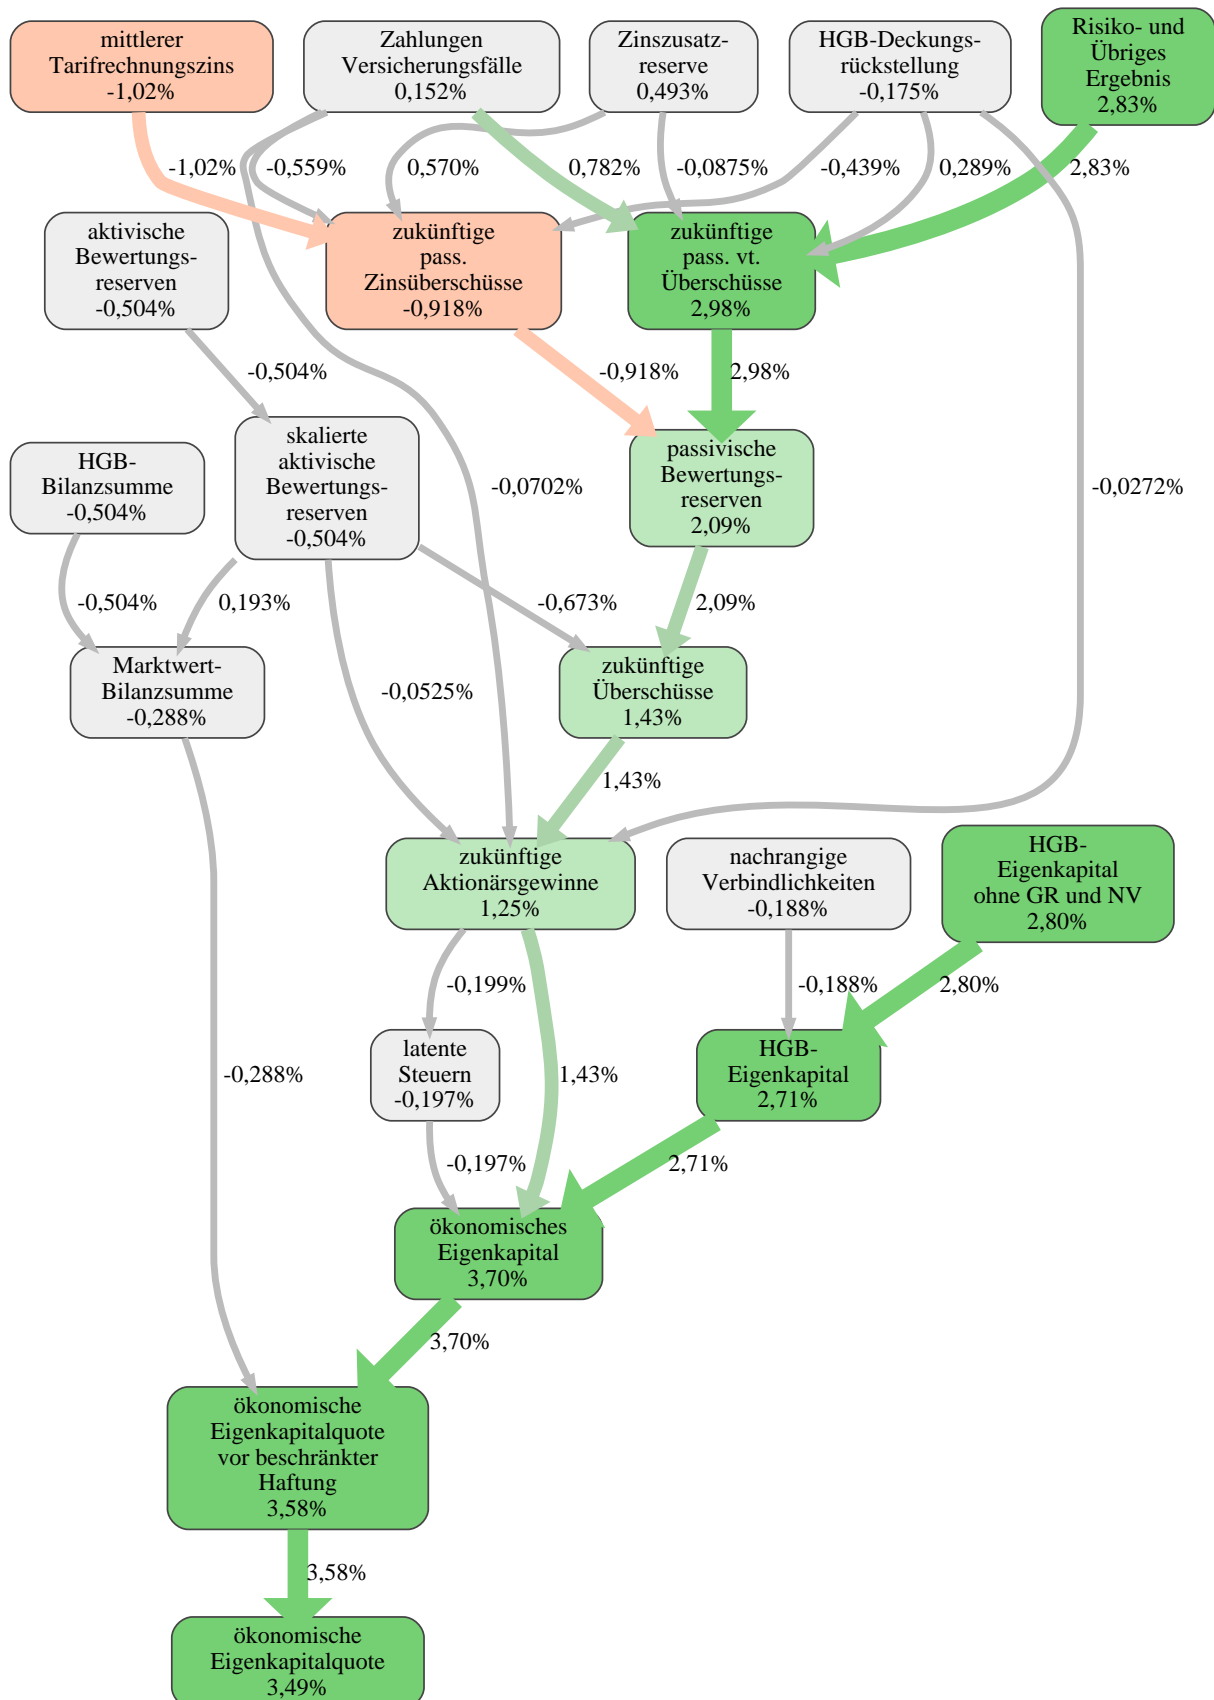 mittlerer
Tarifrechnungszins
-1,02%
Zahlungen
Versicherungsfälle
0,152%
Zinszusatz-
reserve
0,493%
HGB-Deckungs-
rückstellung
-0,175%
Risiko- und
Übriges
Ergebnis
2,83%
-1,02%
-0,559%
0,570%
0,782%
-0,0875%
-0,439%
0,289%
2,83%
aktivische
Bewertungs-
reserven
-0,504%
zukünftige
pass.
Zinsüberschüsse
-0,918%
zukünftige
pass. vt.
Überschüsse
2,98%
-0,504%
-0,918%
2,98%
HGB-
Bilanzsumme
-0,504%
skalierte
aktivische
Bewertungs-
reserven
-0,504%
-0,0702%
passivische
Bewertungs-
reserven
2,09%
-0,0272%
-0,504%
0,193%
-0,673%
2,09%
Marktwert-
Bilanzsumme
-0,288%
-0,0525%
zukünftige
Überschüsse
1,43%
1,43%
zukünftige
Aktionärsgewinne
1,25%
nachrangige
Verbindlichkeiten
-0,188%
HGB-
Eigenkapital
ohne GR und NV
2,80%
-0,199%
-0,188%
2,80%
-0,288%
latente
Steuern
-0,197%
1,43%
HGB-
Eigenkapital
2,71%
-0,197%
2,71%
ökonomisches
Eigenkapital
3,70%
3,70%
ökonomische
Eigenkapitalquote
vor beschränkter
Haftung
3,58%
3,58%
ökonomische
Eigenkapitalquote
3,49%